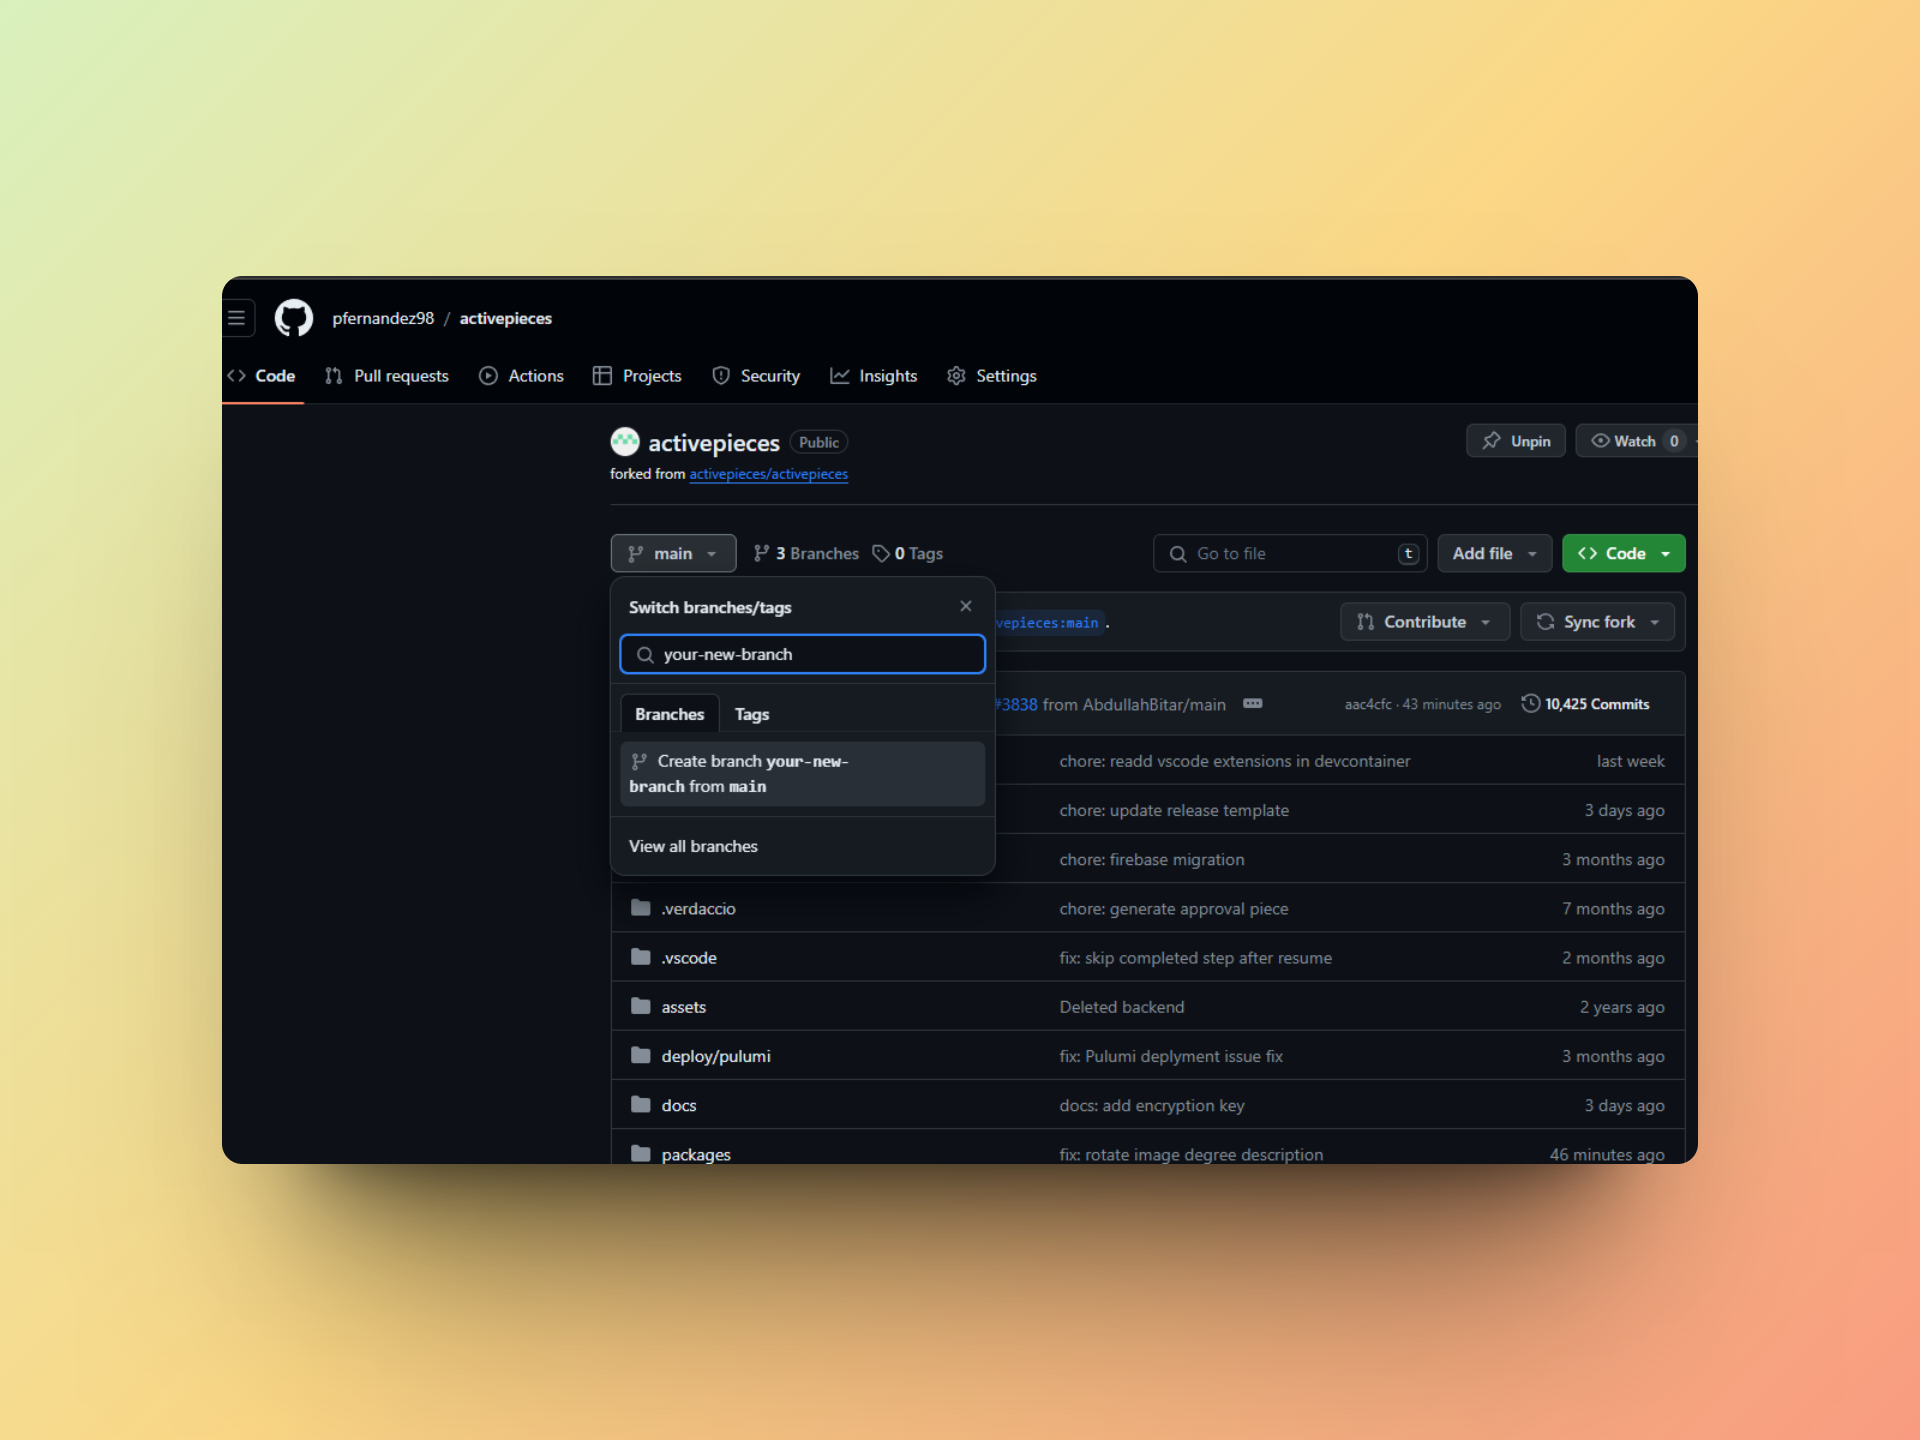 pfernandez98 / activepieces
Code Pull requests Actions Projects Security Insights Settings
activepieces Public
Unpin Watch 0
forked from activepieces/activepieces
main 3 Branches 0 Tags
Go to file t Add file Code
Switch branches/tags
vepieces:main .
Contribute Sync fork
your-new-branch
Branches Tags
#3838 from AbdullahBitar/main aac4cfc · 43 minutes ago 10,425 Commits
Create branch your-new-
branch from main
View all branches
chore: readd vscode extensions in devcontainer last week
chore: update release template 3 days ago
chore: firebase migration 3 months ago
.verdaccio chore: generate approval piece 7 months ago
.vscode fix: skip completed step after resume 2 months ago
assets Deleted backend 2 years ago
deploy/pulumi fix: Pulumi deplyment issue fix 3 months ago
docs docs: add encryption key 3 days ago
packages fix: rotate image degree description 46 minutes ago